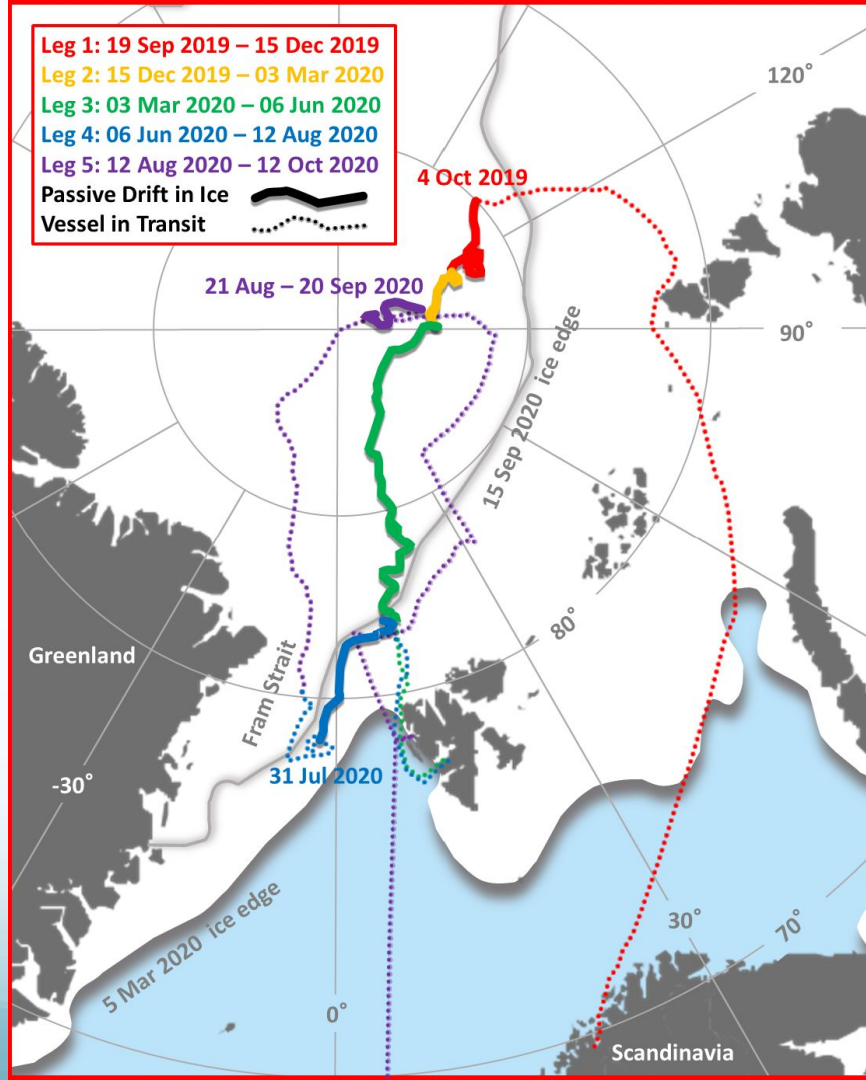 Leg 1: 19 Sep 2019 – 15 Dec 2019
Leg 2: 15 Dec 2019 – 03 Mar 2020
Leg 3: 03 Mar 2020 – 06 Jun 2020
Leg 4: 06 Jun 2020 – 12 Aug 2020
Leg 5: 12 Aug 2020 – 12 Oct 2020
Passive Drift in Ice
Vessel in Transit
120°
4 Oct 2019
21 Aug – 20 Sep 2020
90°
15 Sep 2020 ice edge
80°
Greenland
Fram Strait
-30°
31 Jul 2020
5 Mar 2020 ice edge
30°
70°
0°
Scandinavia